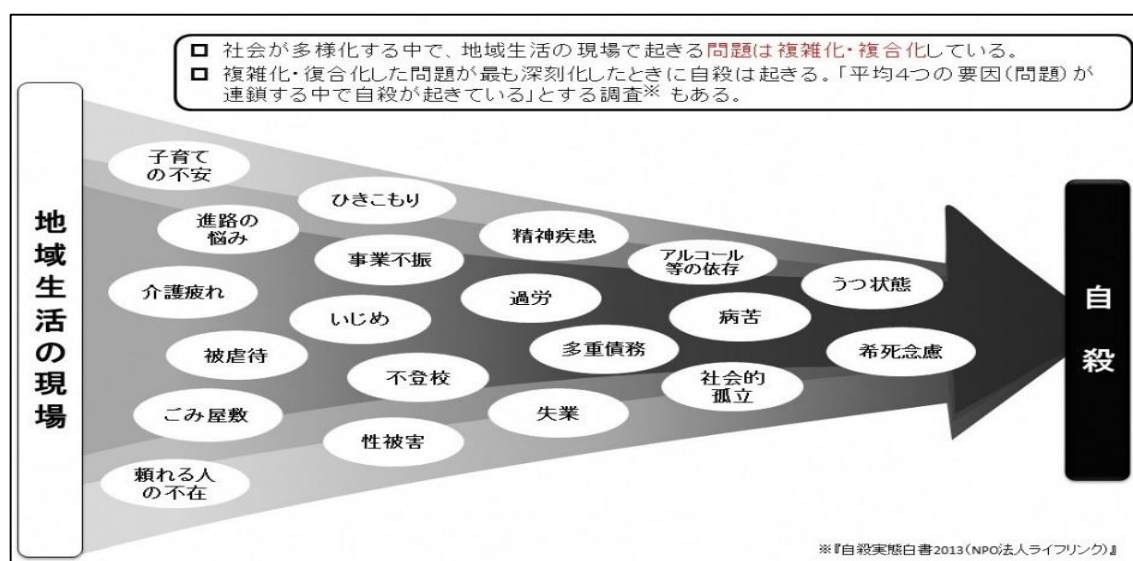 □ 社会が多様化する中で、地域生活の現場で起きる問題は複雑化・複合化している。
□ 複雑化・復合化した問題が最も深刻化したときに自殺は起きる。「平均4つの要因(問題)が
連鎖する中で自殺が起きている」とする調査※ もある。
地域生活の現場
子育て
の不安
進路の
悩み
介護疲れ
被虐待
ごみ屋敷
頼れる人
の不在
ひきこもり
事業不振
いじめ
不登校
性被害
精神疾患
過労
多重債務
失業
アルコール
等の依存
病苦
社会的
孤立
うつ状態
希死念慮
自殺
※『自殺実態白書2013(NPO法人ライフリンク)』